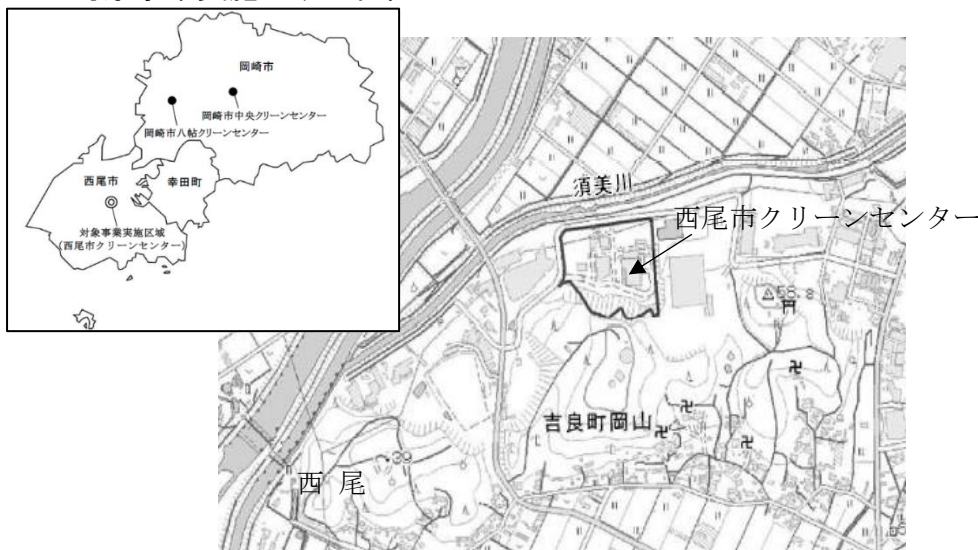 岡崎市
岡崎市中央クリーンセンター
岡崎市八帖クリーンセンター
西尾市
幸田町
対象事業実施区域
(西尾市クリーンセンター)
須美川
西尾市クリーンセンター
58.8
吉良町岡山
39
西 尾